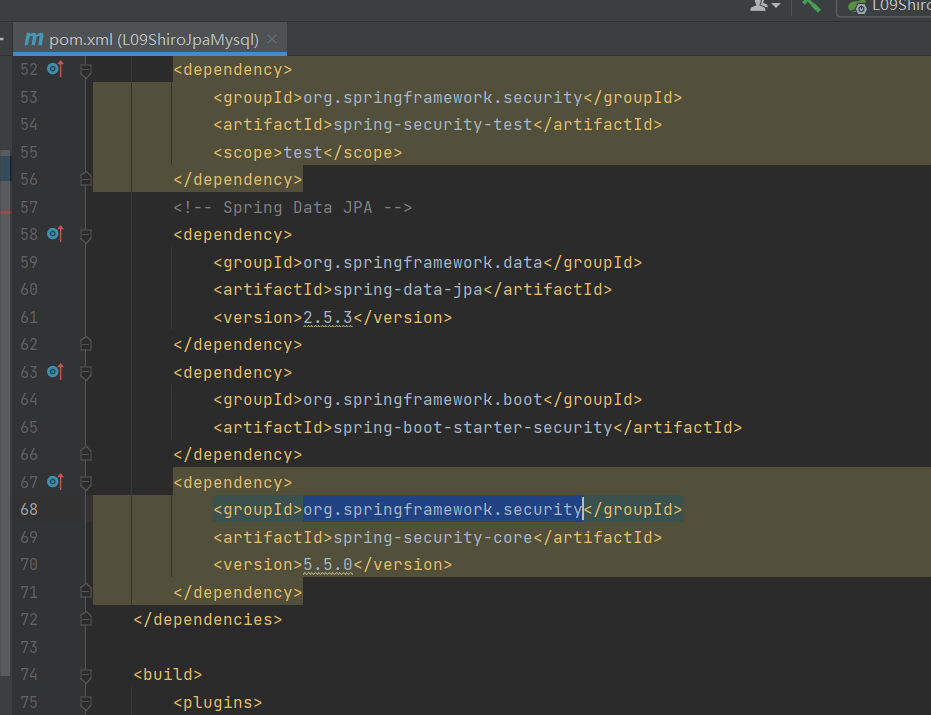 L09Shiro
m pom.xml (L09ShiroJpaMysql) ×
52 <dependency>
53 <groupId>org.springframework.security</groupId>
54 <artifactId>spring-security-test</artifactId>
55 <scope>test</scope>
56 </dependency>
57 <!-- Spring Data JPA -->
58 <dependency>
59 <groupId>org.springframework.data</groupId>
60 <artifactId>spring-data-jpa</artifactId>
61 <version>2.5.3</version>
62 </dependency>
63 <dependency>
64 <groupId>org.springframework.boot</groupId>
65 <artifactId>spring-boot-starter-security</artifactId>
66 </dependency>
67 <dependency>
68 <groupId>org.springframework.security</groupId>
69 <artifactId>spring-security-core</artifactId>
70 <version>5.5.0</version>
71 </dependency>
72 </dependencies>
73
74 <build>
75 <plugins>